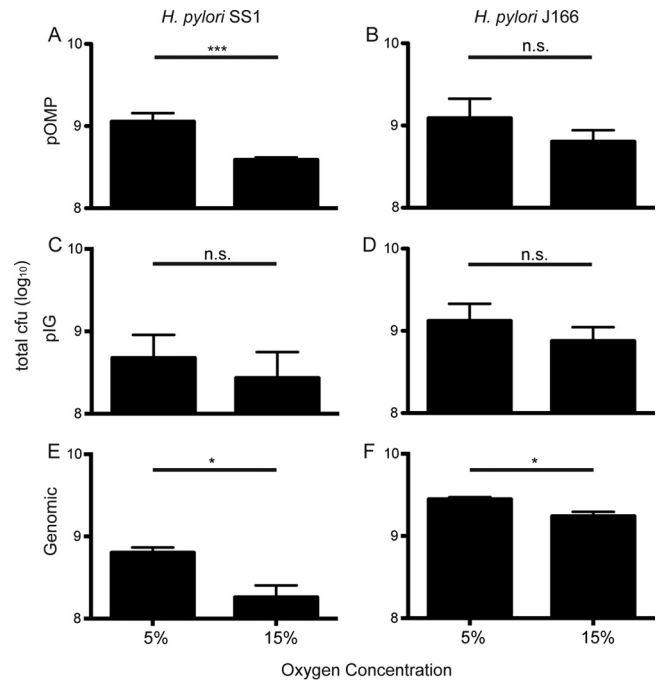 H. pylori SS1
H. pylori J166
A
B
***
n.s.
pOMP
10
9
8
10
9
8
C
D
n.s.
n.s.
total cfu (log₁₀)
pIG
10
9
8
10
9
8
E
F
*
*
Genomic
10
9
8
10
9
8
5%
15%
5%
15%
Oxygen Concentration